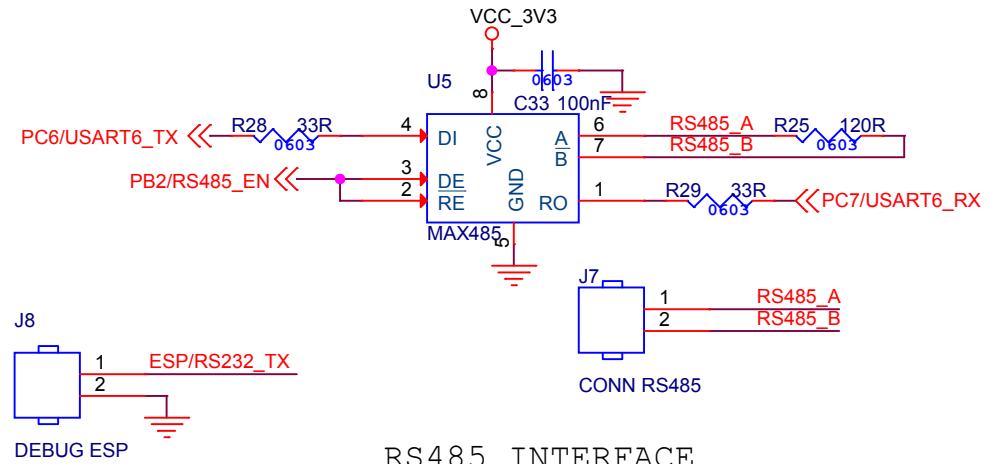 VCC_3V3
U5
0603
8
C33 100nF
PC6/USART6_TX
R28 33R
0603
4
DI
VCC
A
B
6
7
RS485_A
RS485_B
R25 120R
0603
PB2/RS485_EN
3
2
DE
RE
GND
RO
1
R29 33R
0603
PC7/USART6_RX
MAX485
5
J7
1
2
RS485_A
RS485_B
CONN RS485
J8
1
2
ESP/RS232_TX
DEBUG ESP
RS485 INTERFACE